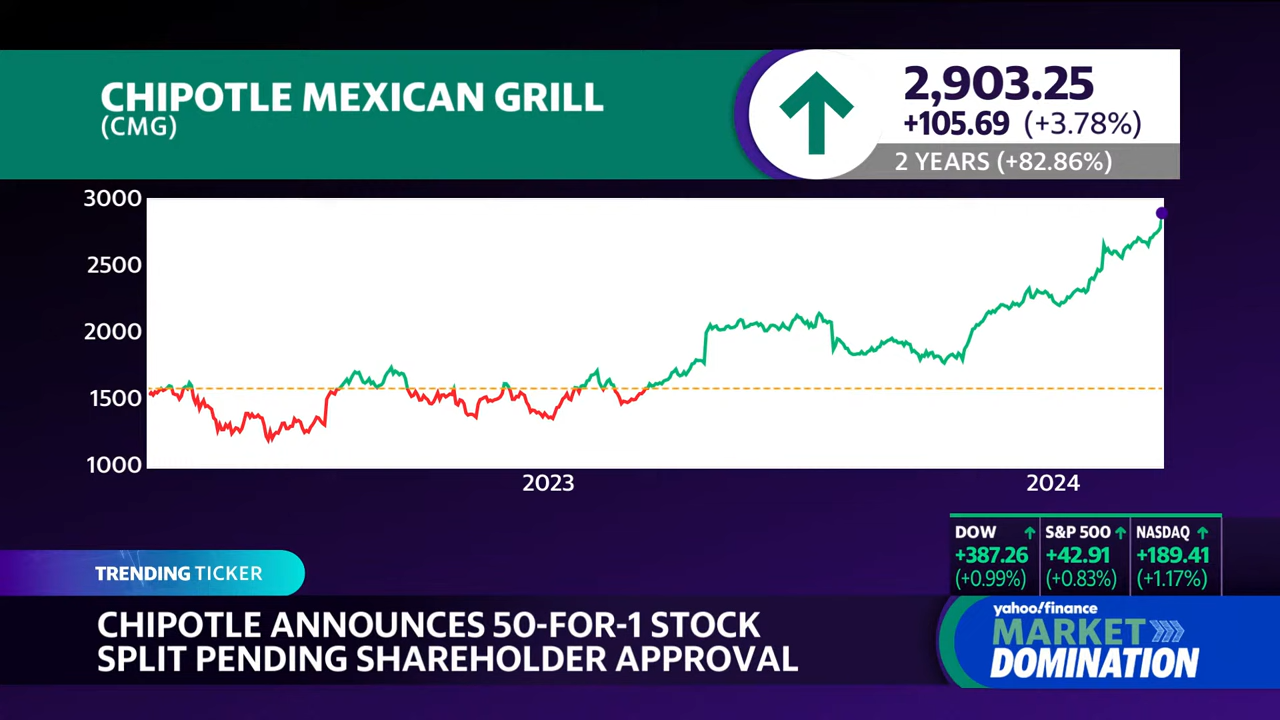 CHIPOTLE MEXICAN GRILL
(CMG)
2,903.25
+105.69 (+3.78%)
2 YEARS (+82.86%)
3000
2500
2000
1500
1000
2023
2024
DOW
+387.26
(+0.99%)
S&P 500
+42.91
(+0.83%)
NASDAQ
+189.41
(+1.17%)
TRENDING TICKER
CHIPOTLE ANNOUNCES 50-FOR-1 STOCK
SPLIT PENDING SHAREHOLDER APPROVAL
yahoo!finance
MARKET
DOMINATION